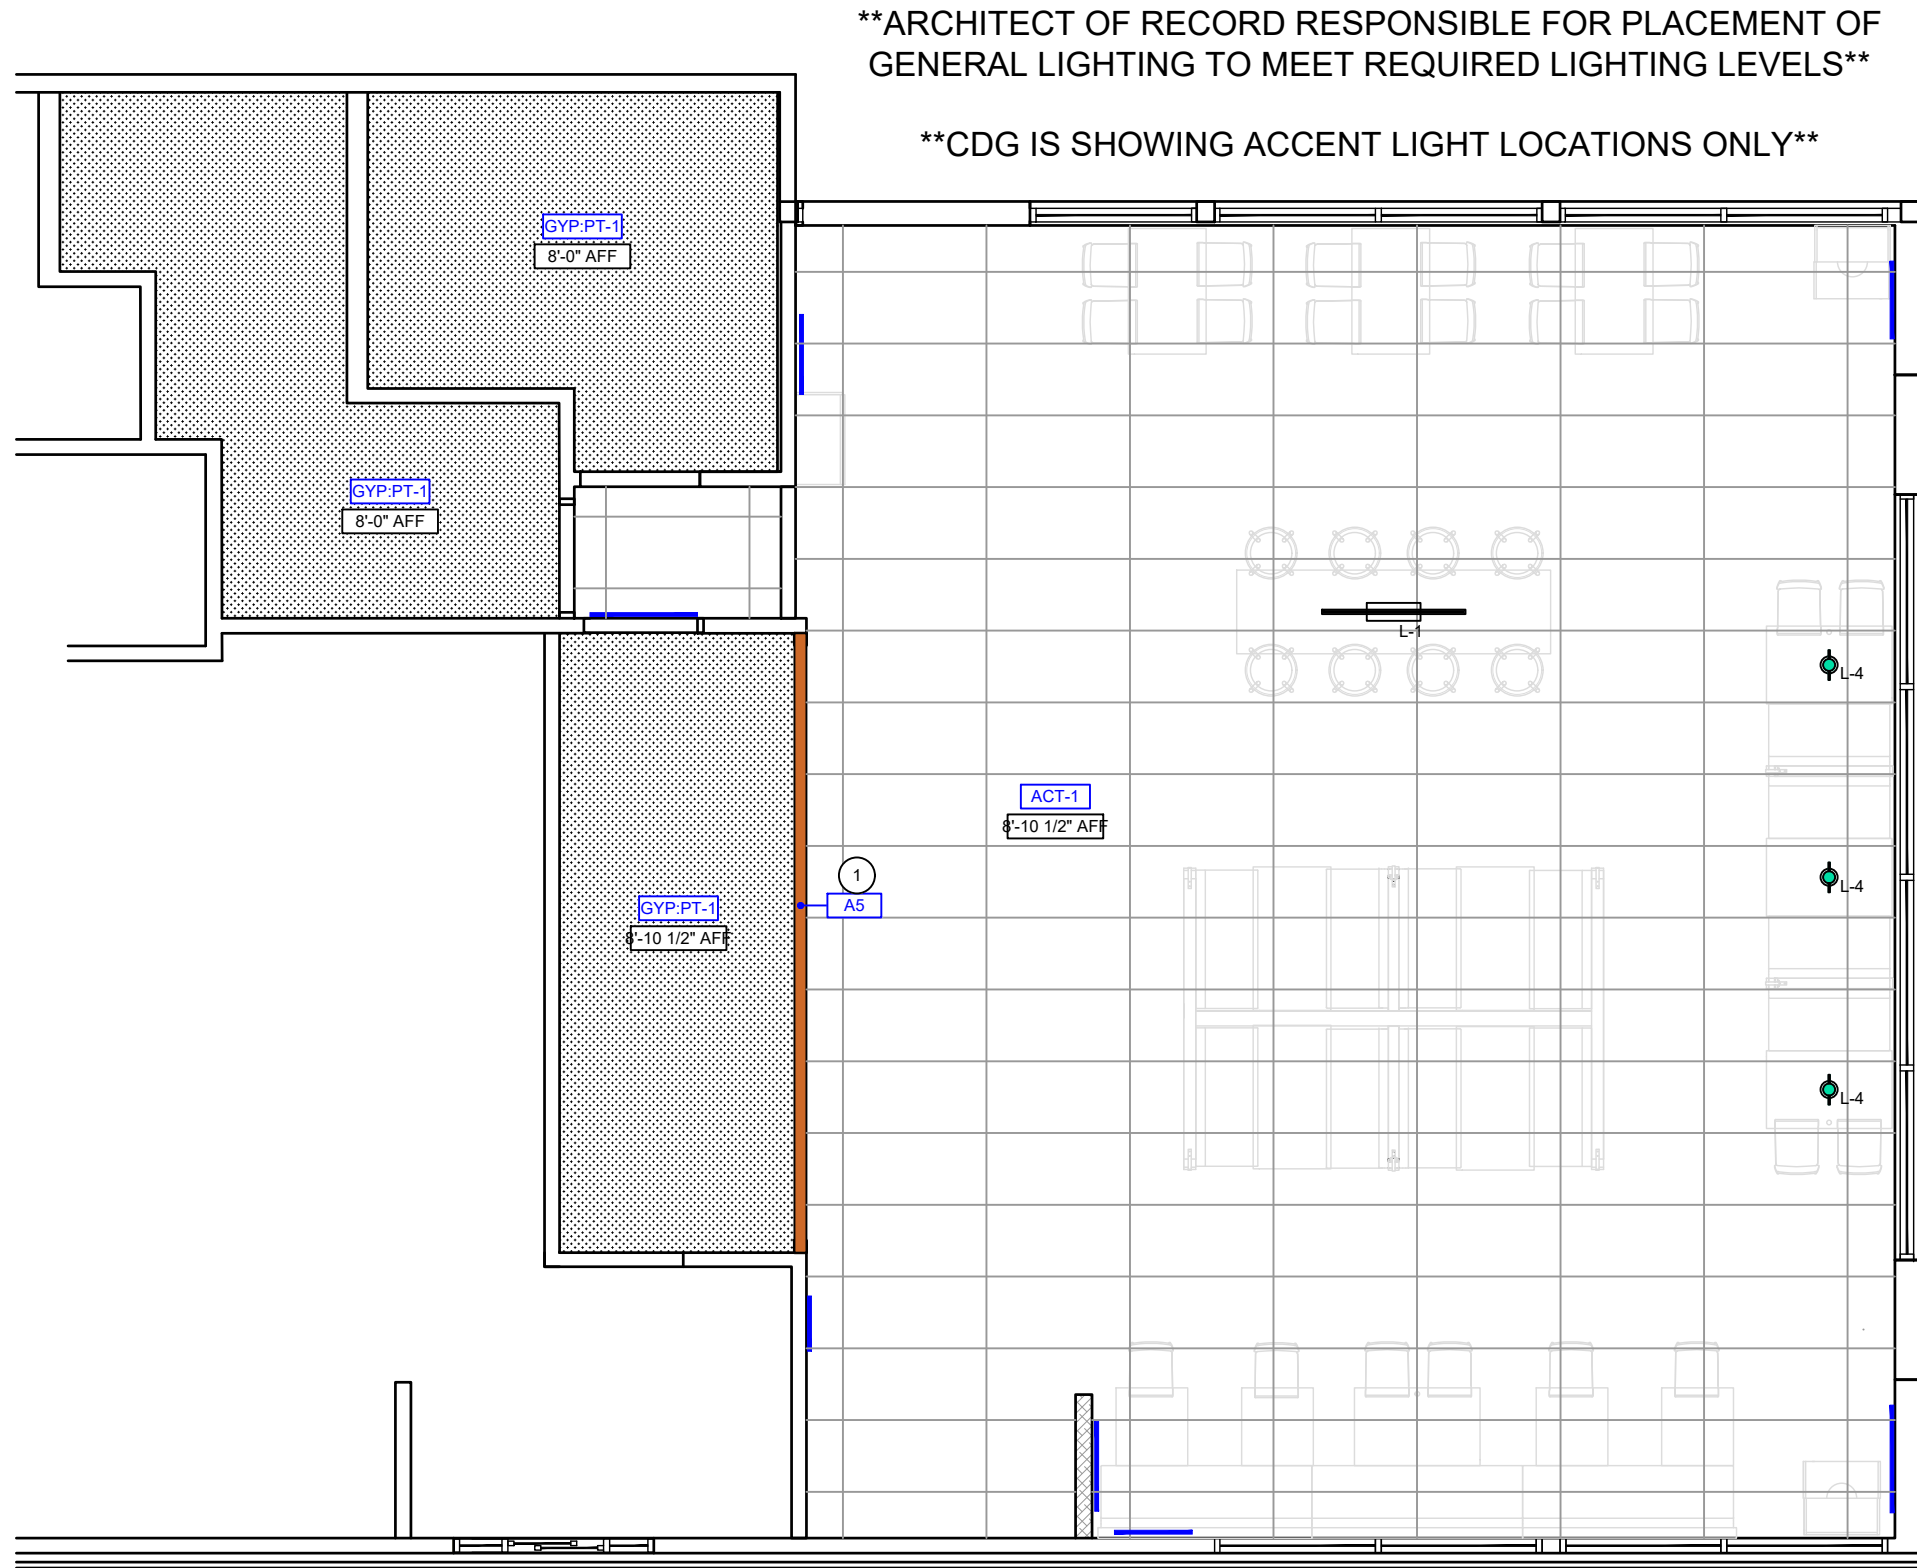 **ARCHITECT OF RECORD RESPONSIBLE FOR PLACEMENT OF
GENERAL LIGHTING TO MEET REQUIRED LIGHTING LEVELS**
**CDG IS SHOWING ACCENT LIGHT LOCATIONS ONLY**
GYP:PT-1
8'-0" AFF
GYP:PT-1
8'-0" AFF
L-1
L-4
ACT-1
8'-10 1/2" AFF
1
A5
L-4
GYP:PT-1
8'-10 1/2" AFF
L-4